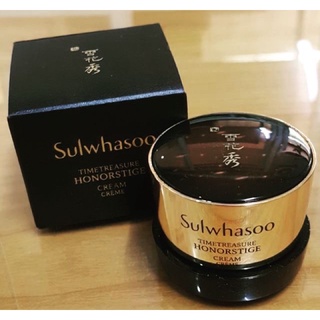 雪花秀
Sulwhasoo
TIMETREASURE
HONORSTIGE
CREAM
CRÈME
雪花秀
Sulwhasoo
TIMETREASURE
HONORSTIGE
CREAM
CRÈME